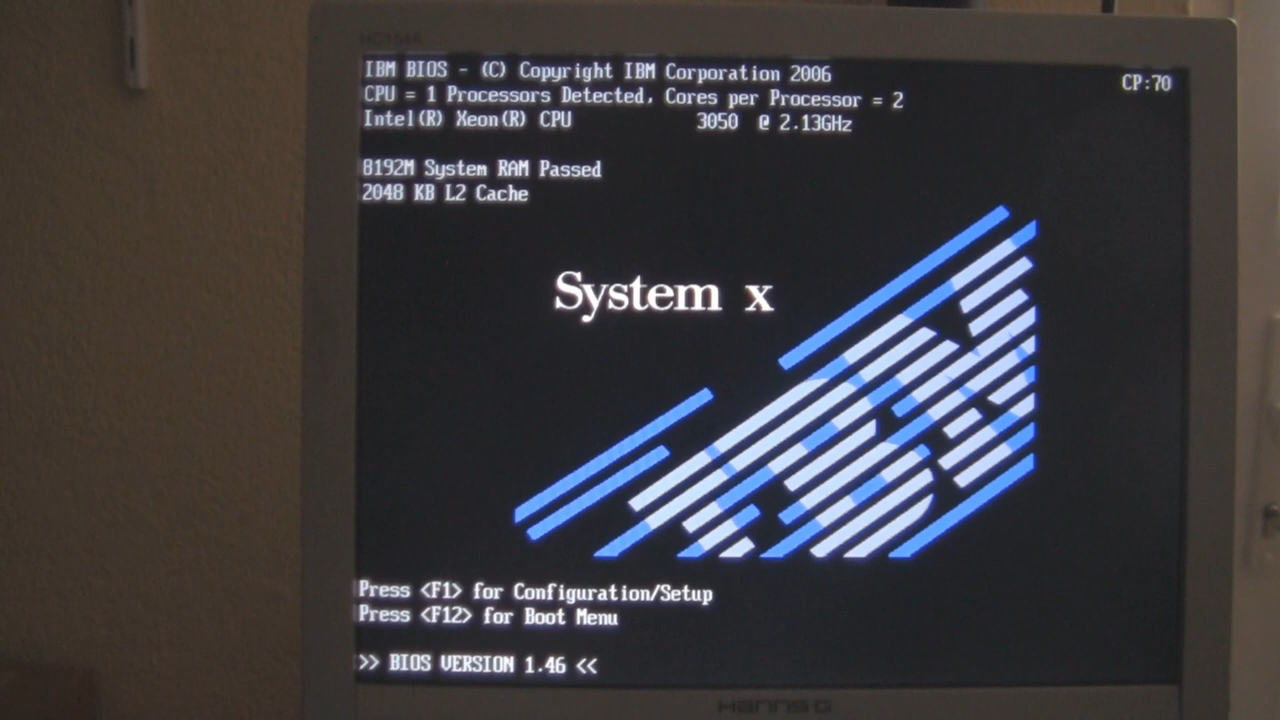 IBM BIOS - (C) Copyright IBM Corporation 2006
CP:70
CPU = 1 Processors Detected, Cores per Processor = 2
Intel(R) Xeon(R) CPU 3050 @ 2.13GHz
8192M System RAM Passed
2048 KB L2 Cache
System x
IBM
Press <F1> for Configuration/Setup
Press <F12> for Boot Menu
>> BIOS VERSION 1.46 <<
HANNS G